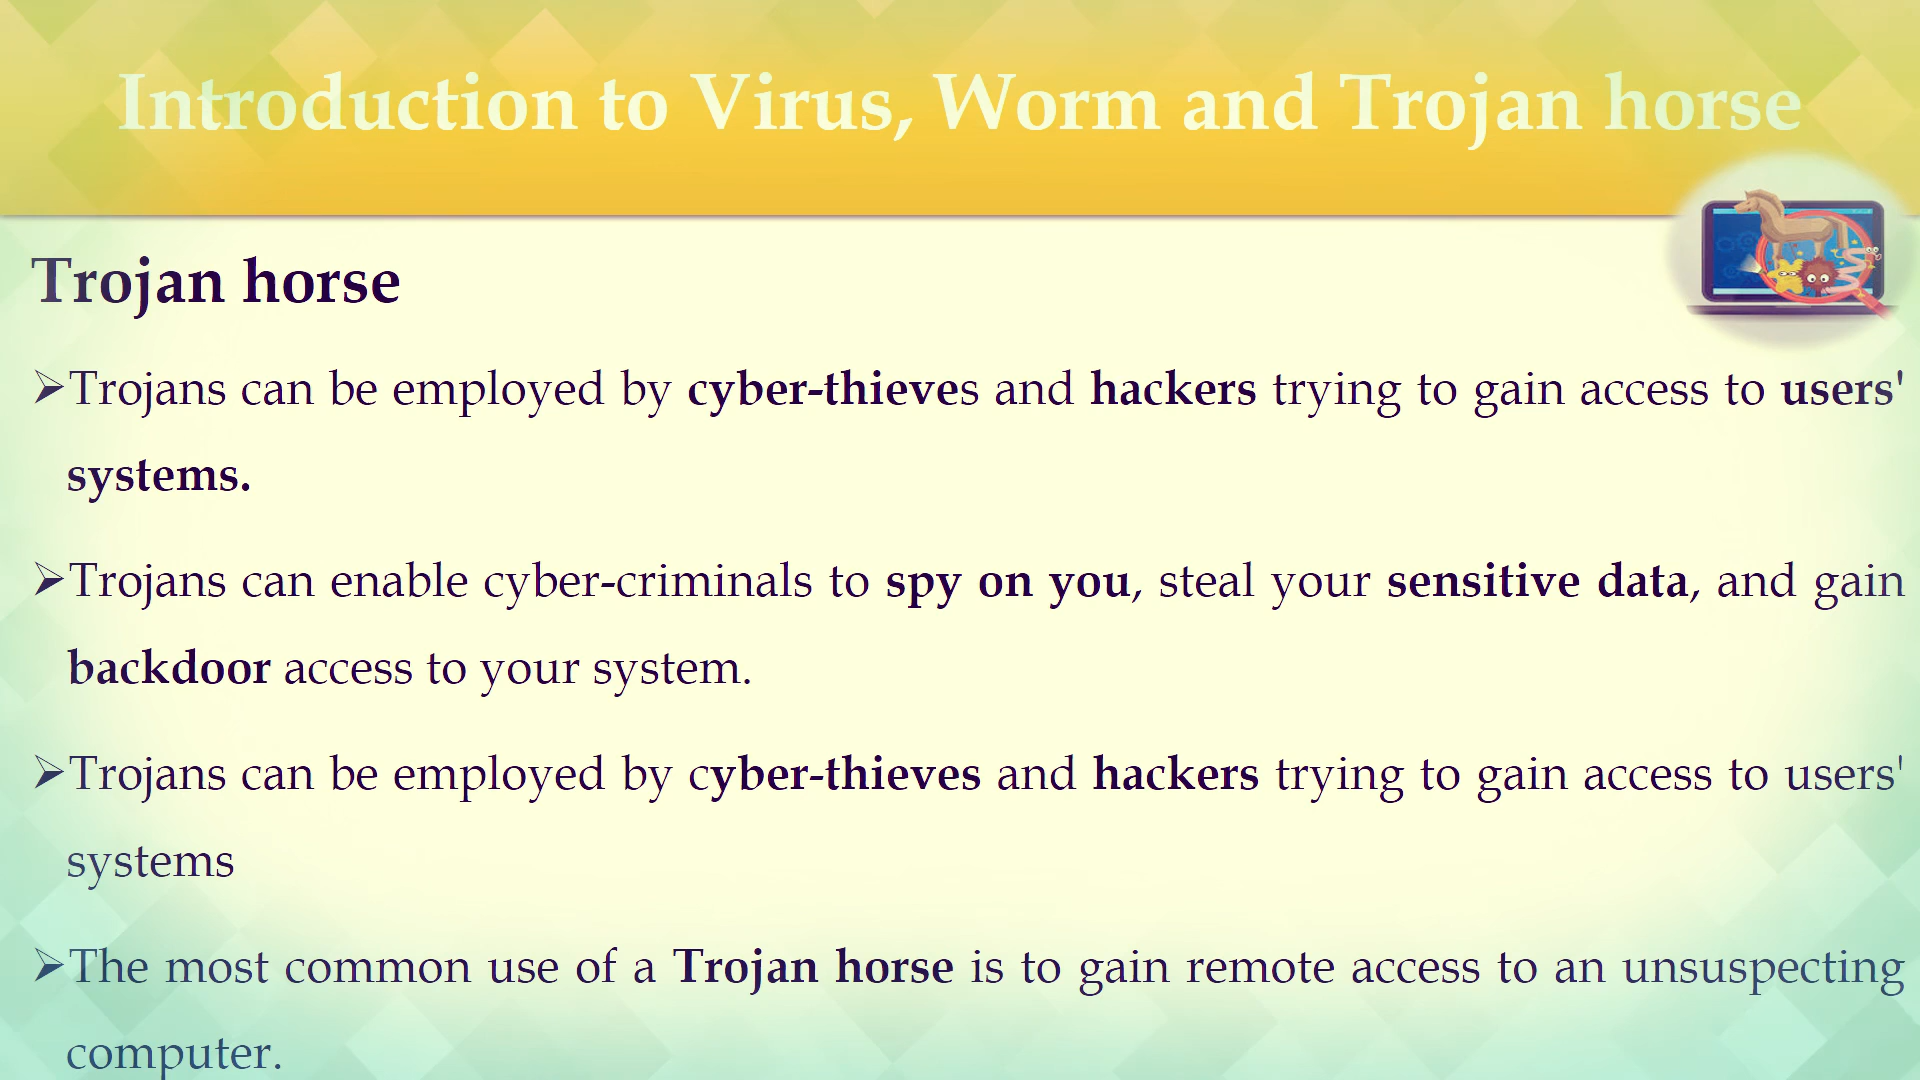 Introduction to Virus, Worm and Trojan horse
Trojan horse
➢Trojans can be employed by cyber-thieves and hackers trying to gain access to users'
systems.
➢Trojans can enable cyber-criminals to spy on you, steal your sensitive data, and gain
backdoor access to your system.
➢Trojans can be employed by cyber-thieves and hackers trying to gain access to users'
systems
➢The most common use of a Trojan horse is to gain remote access to an unsuspecting
computer.